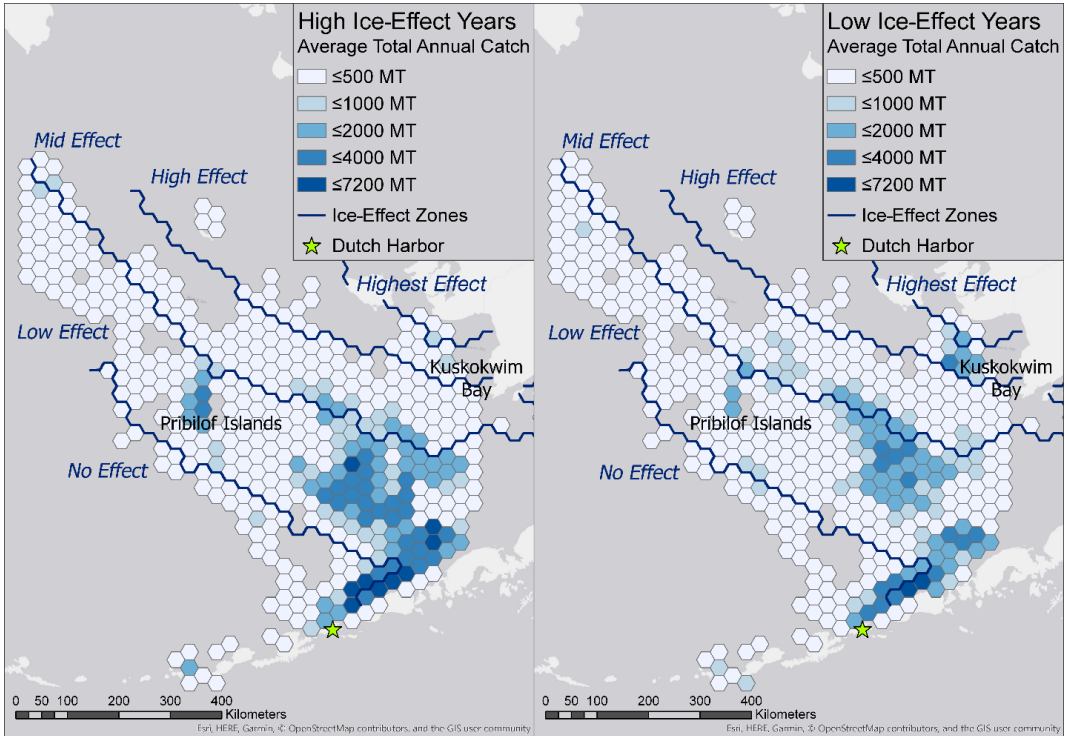 High Ice-Effect Years
Average Total Annual Catch
≤500 MT
≤1000 MT
≤2000 MT
≤4000 MT
≤7200 MT
Ice-Effect Zones
Dutch Harbor
Mid Effect
High Effect
Highest Effect
Low Effect
Kuskokwim
Bay
Pribilof Islands
No Effect
0 50 100 200 300 400
Kilometers
Esri, HERE, Garmin, © OpenStreetMap contributors, and the GIS user community
Low Ice-Effect Years
Average Total Annual Catch
≤500 MT
≤1000 MT
≤2000 MT
≤4000 MT
≤7200 MT
Ice-Effect Zones
Dutch Harbor
Mid Effect
High Effect
Highest Effect
Low Effect
Kuskokwim
Bay
Pribilof Islands
No Effect
0 50 100 200 300 400
Kilometers
Esri, HERE, Garmin, © OpenStreetMap contributors, and the GIS user community